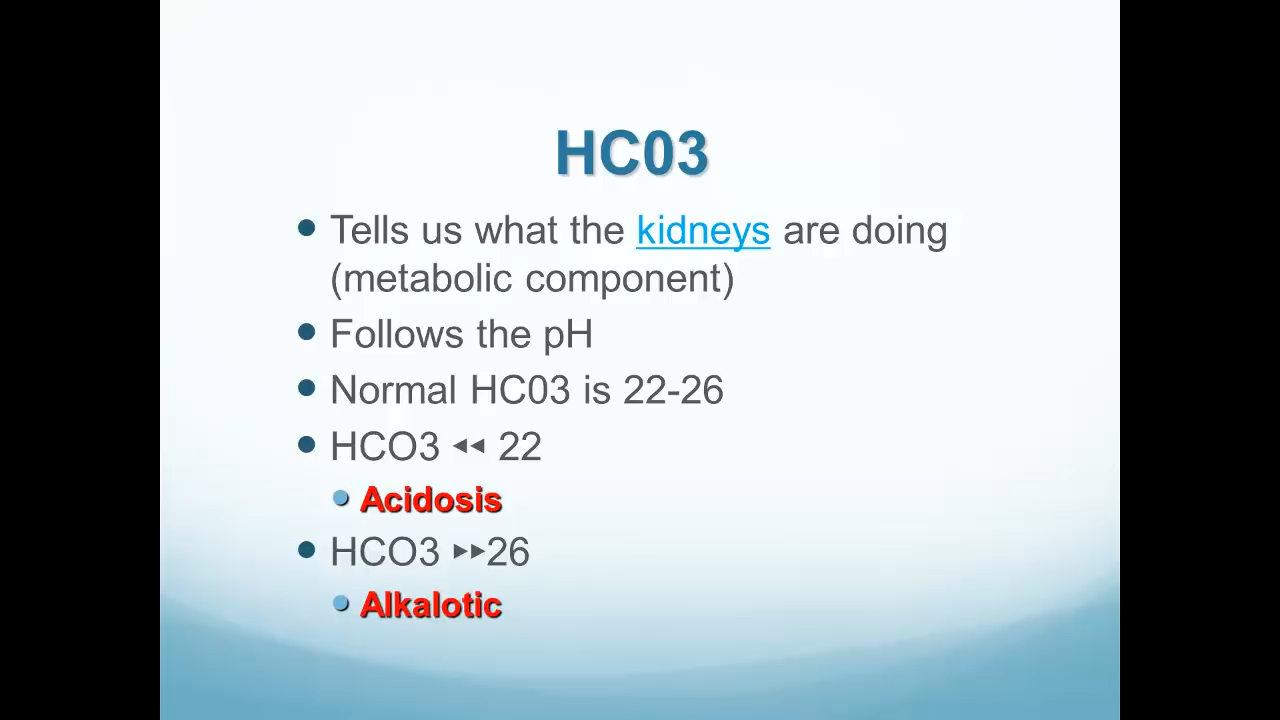 HC03
• Tells us what the kidneys are doing
(metabolic component)
• Follows the pH
• Normal HC03 is 22-26
• HCO3 ◄◄ 22
• Acidosis
• HCO3 ►►26
• Alkalotic